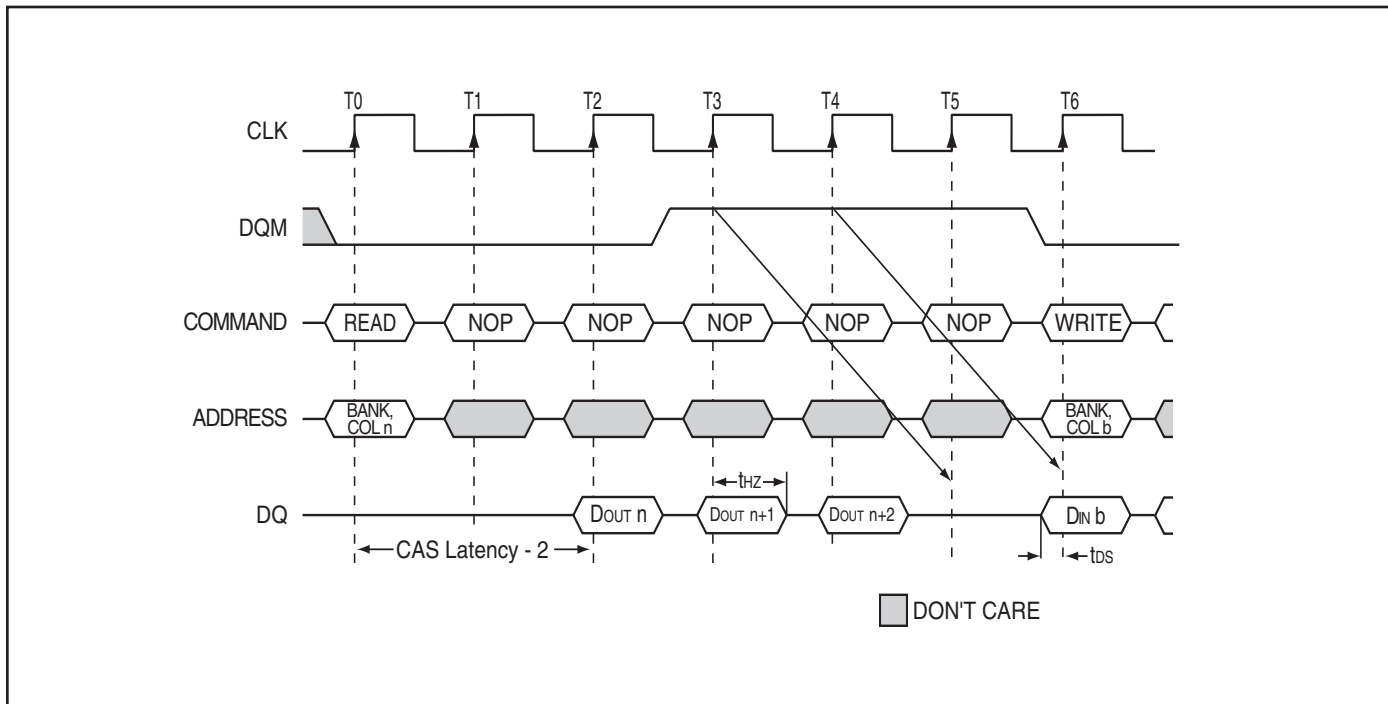 T0 T1 T2 T3 T4 T5 T6
CLK
DQM
COMMAND READ NOP NOP NOP NOP NOP WRITE
ADDRESS BANK, COL n BANK, COL b
tHZ
DQ DOUT n DOUT n+1 DOUT n+2 DIN b
CAS Latency - 2 tDS
DON'T CARE